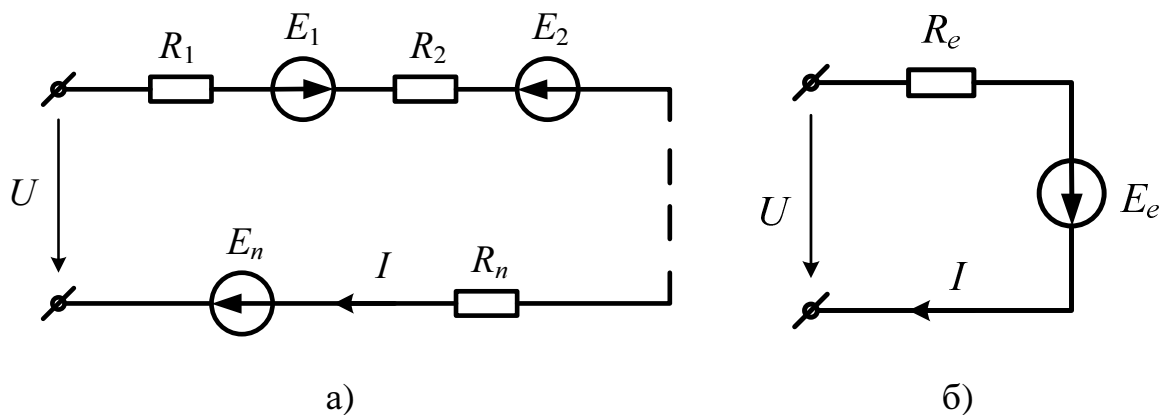 R1 E1 R2 E2
U
En I Rn
а)
Re
U Ee
I
б)